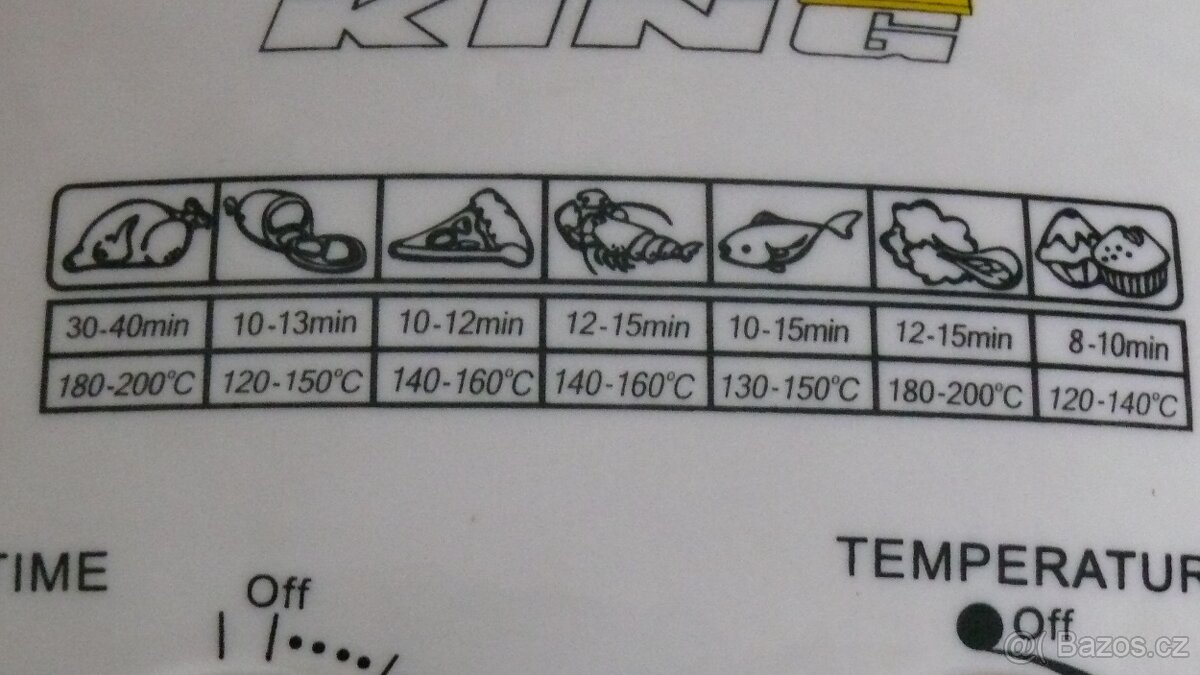 KING
30-40min 10-13min 10-12min 12-15min 10-15min 12-15min 8-10min
180-200°C 120-150°C 140-160°C 140-160°C 130-150°C 180-200°C 120-140°C
TIME TEMPERATUR
Off Off
@( Bazos.cz